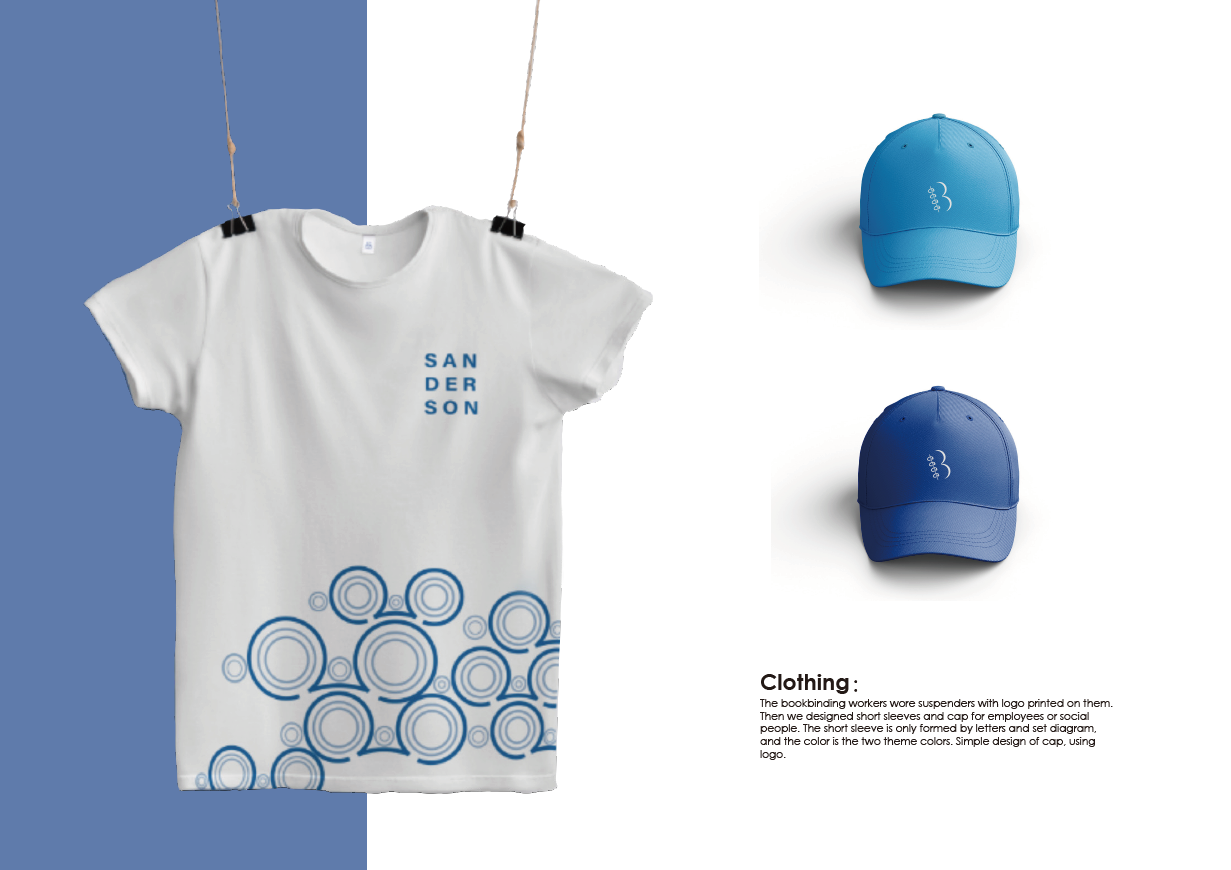 SAN
DER
SON
Clothing :
The bookbinding workers wore suspenders with logo printed on them.
Then we designed short sleeves and cap for employees or social
people. The short sleeve is only formed by letters and set diagram,
and the color is the two theme colors. Simple design of cap, using
logo.